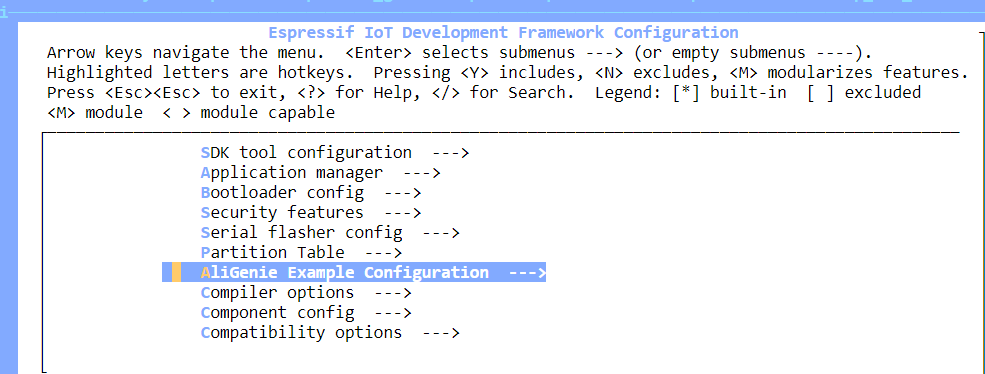 Espressif IoT Development Framework Configuration
Arrow keys navigate the menu.  <Enter> selects submenus ---> (or empty submenus ----).
Highlighted letters are hotkeys.  Pressing <Y> includes, <N> excludes, <M> modularizes features.
Press <Esc><Esc> to exit, <?> for Help, </> for Search.  Legend: [*] built-in  [ ] excluded
<M> module  < > module capable
SDK tool configuration  --->
Application manager  --->
Bootloader config  --->
Security features  --->
Serial flasher config  --->
Partition Table  --->
AliGenie Example Configuration  --->
Compiler options  --->
Component config  --->
Compatibility options  --->